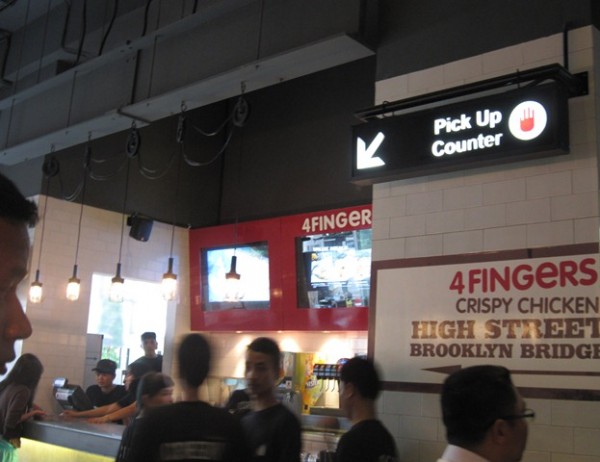 Pick Up
Counter
4FINGERS
4FINGERS
CRISPY CHICKEN
HIGH STREET
BROOKLYN BRIDGE